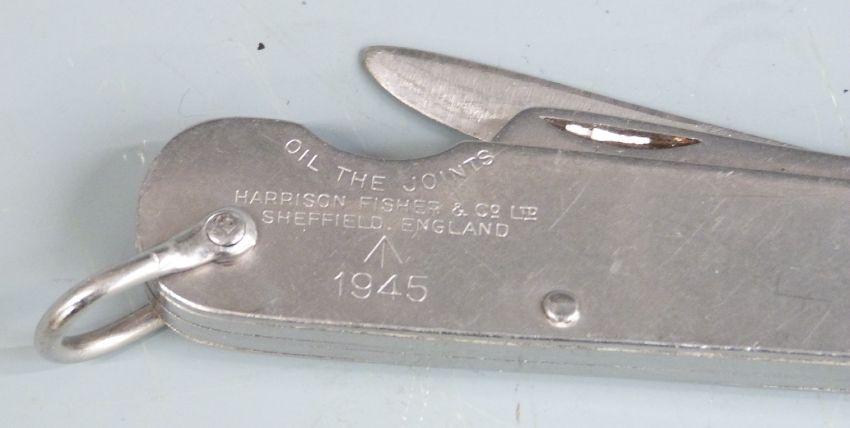 OIL THE JOINTS
HARRISON FISHER & Co LTD
SHEFFIELD. ENGLAND
1945